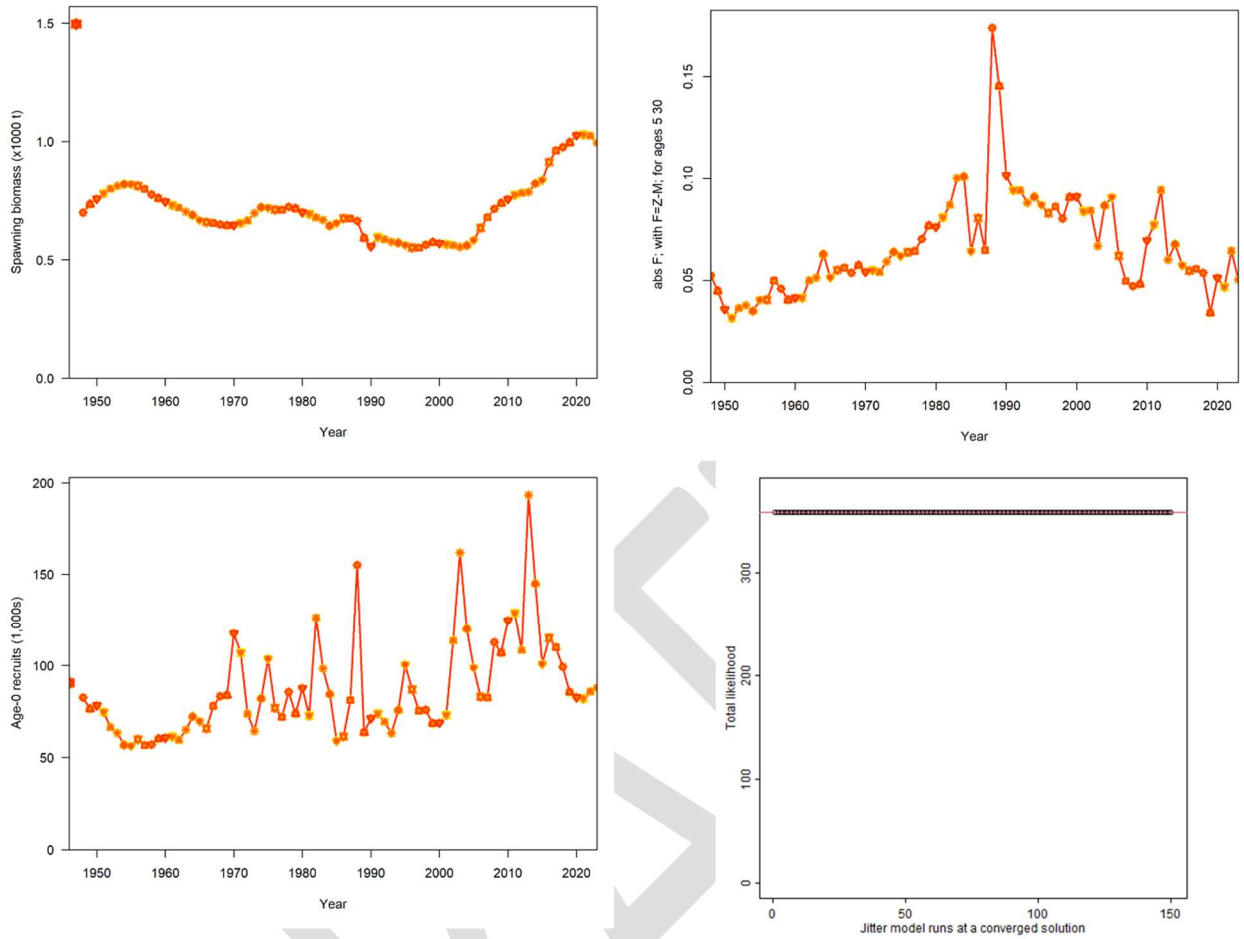 Spawning biomass (x1000 t)
1.5
1.0
0.5
0.0
1950 1960 1970 1980 1990 2000 2010 2020
Year
abs F; with F=Z-M; for ages 5 30
0.15
0.10
0.05
0.00
1950 1960 1970 1980 1990 2000 2010 2020
Year
Age-0 recruits (1,000s)
200
150
100
50
0
1950 1960 1970 1980 1990 2000 2010 2020
Year
Total likelihood
300
200
100
0
0 50 100 150
Jitter model runs at a converged solution